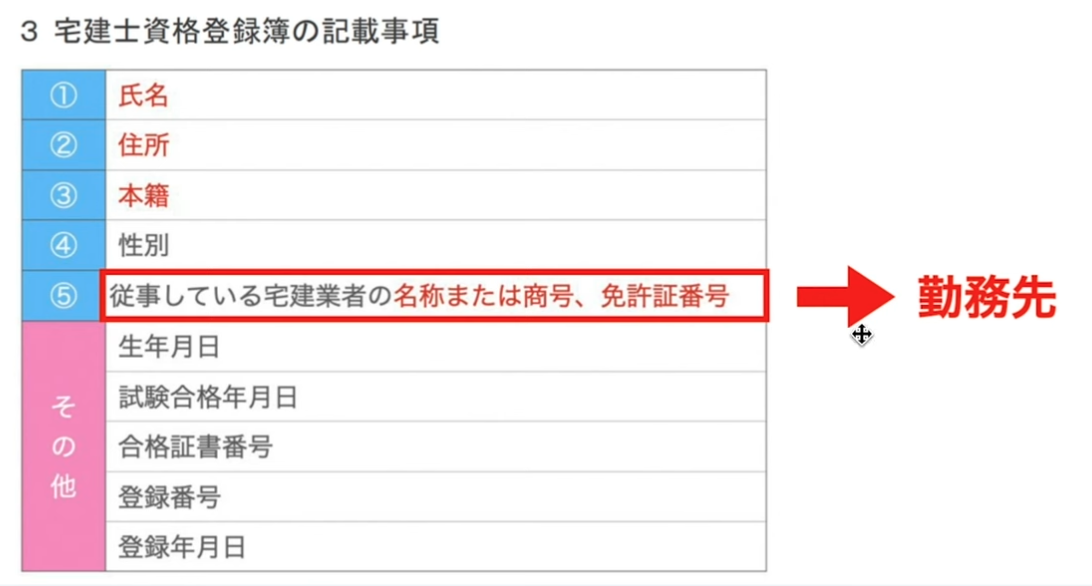 3 宅建士資格登録簿の記載事項
① 氏名
② 住所
③ 本籍
④ 性別
⑤ 従事している宅建業者の名称または商号、免許証番号
勤務先
その他
生年月日
試験合格年月日
合格証書番号
登録番号
登録年月日